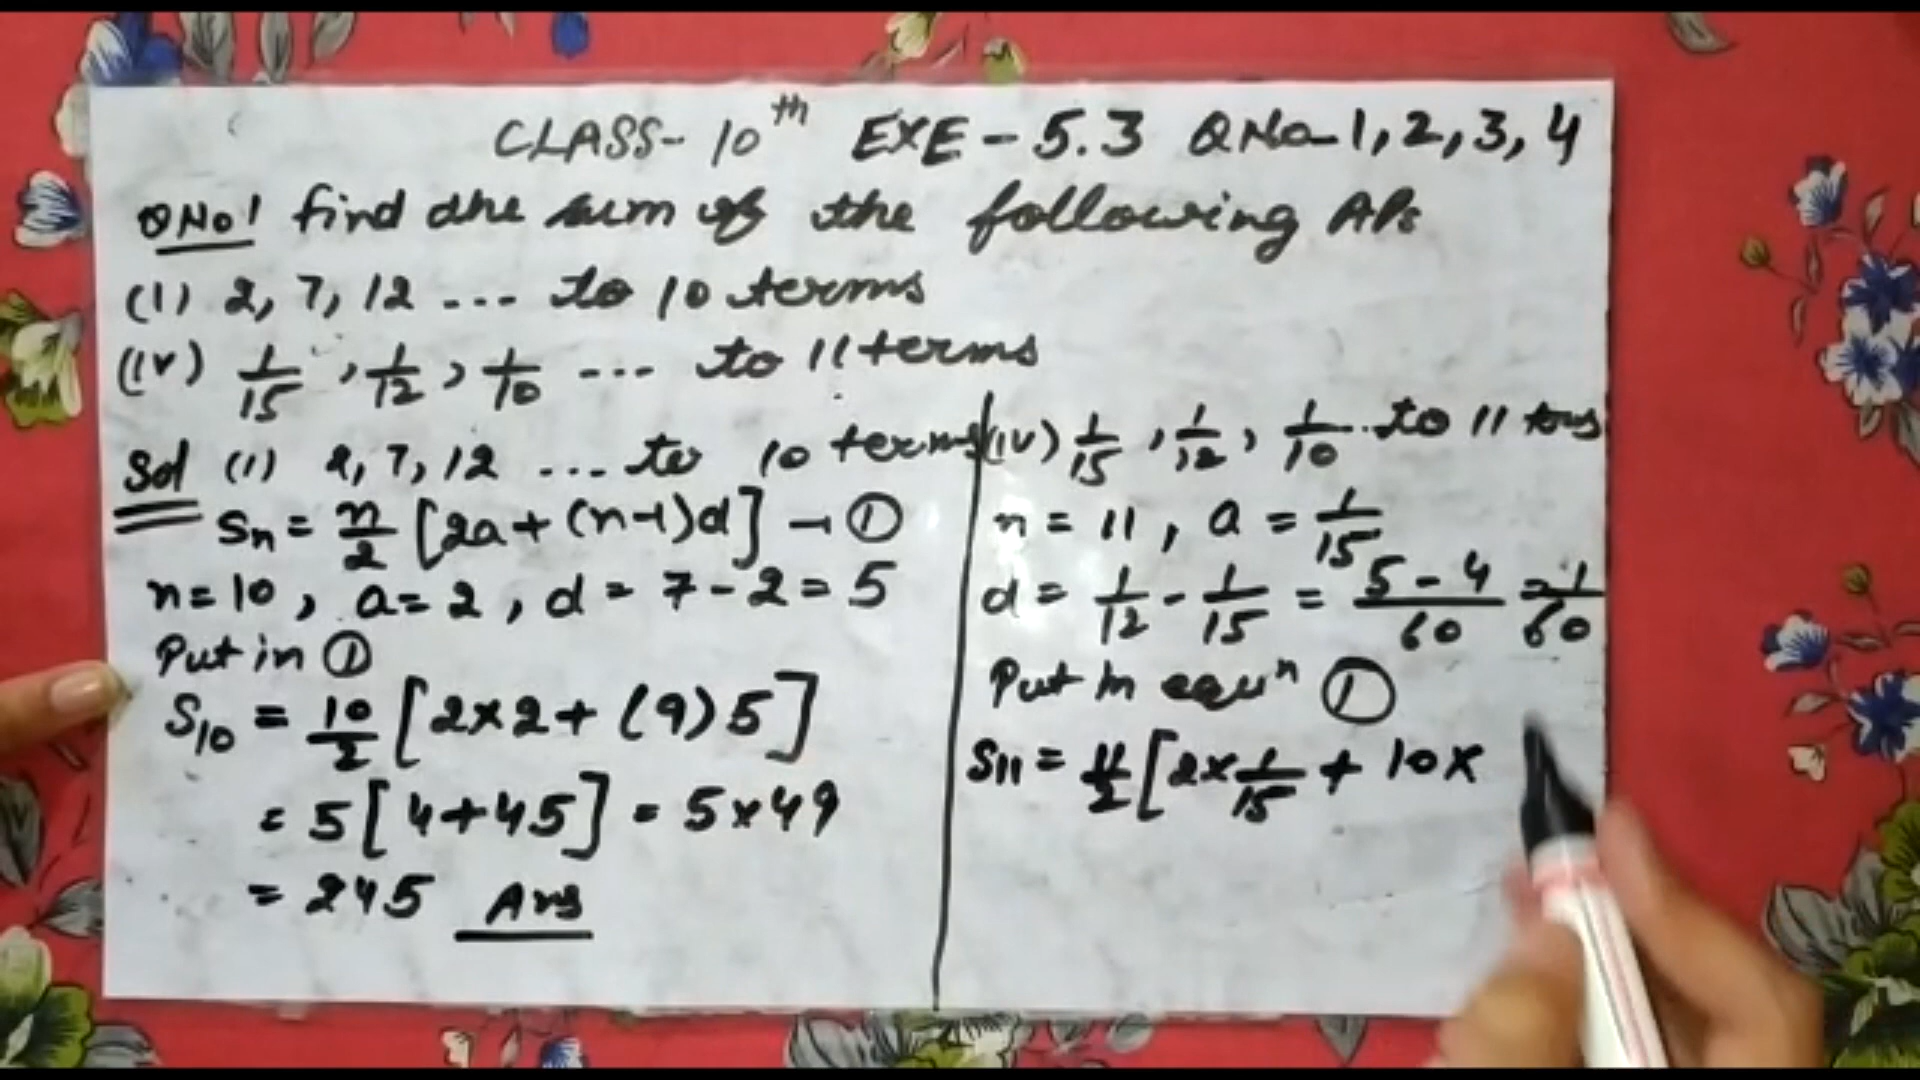 CLASS- 10th EXE - 5.3 QNo-1,2,3,4
QNo1 find the sum of the following APs
(i) 2, 7, 12 ... to 10 terms
(iv) 1/15, 1/12, 1/10 ... to 11 terms
Sol (i) 2, 7, 12 ... to 10 terms
Sn = n/2 [2a + (n-1)d] - ①
n = 10, a = 2, d = 7 - 2 = 5
Put in ①
S10 = 10/2 [2×2 + (9)5]
= 5[4+45] = 5×49
= 245 Ans
(iv) 1/15, 1/12, 1/10 .. to 11 tms
n = 11, a = 1/15
d = 1/12 - 1/15 = 5-4/60 = 1/60
Put in equn ①
S11 = 11/2 [2×1/15 + 10×